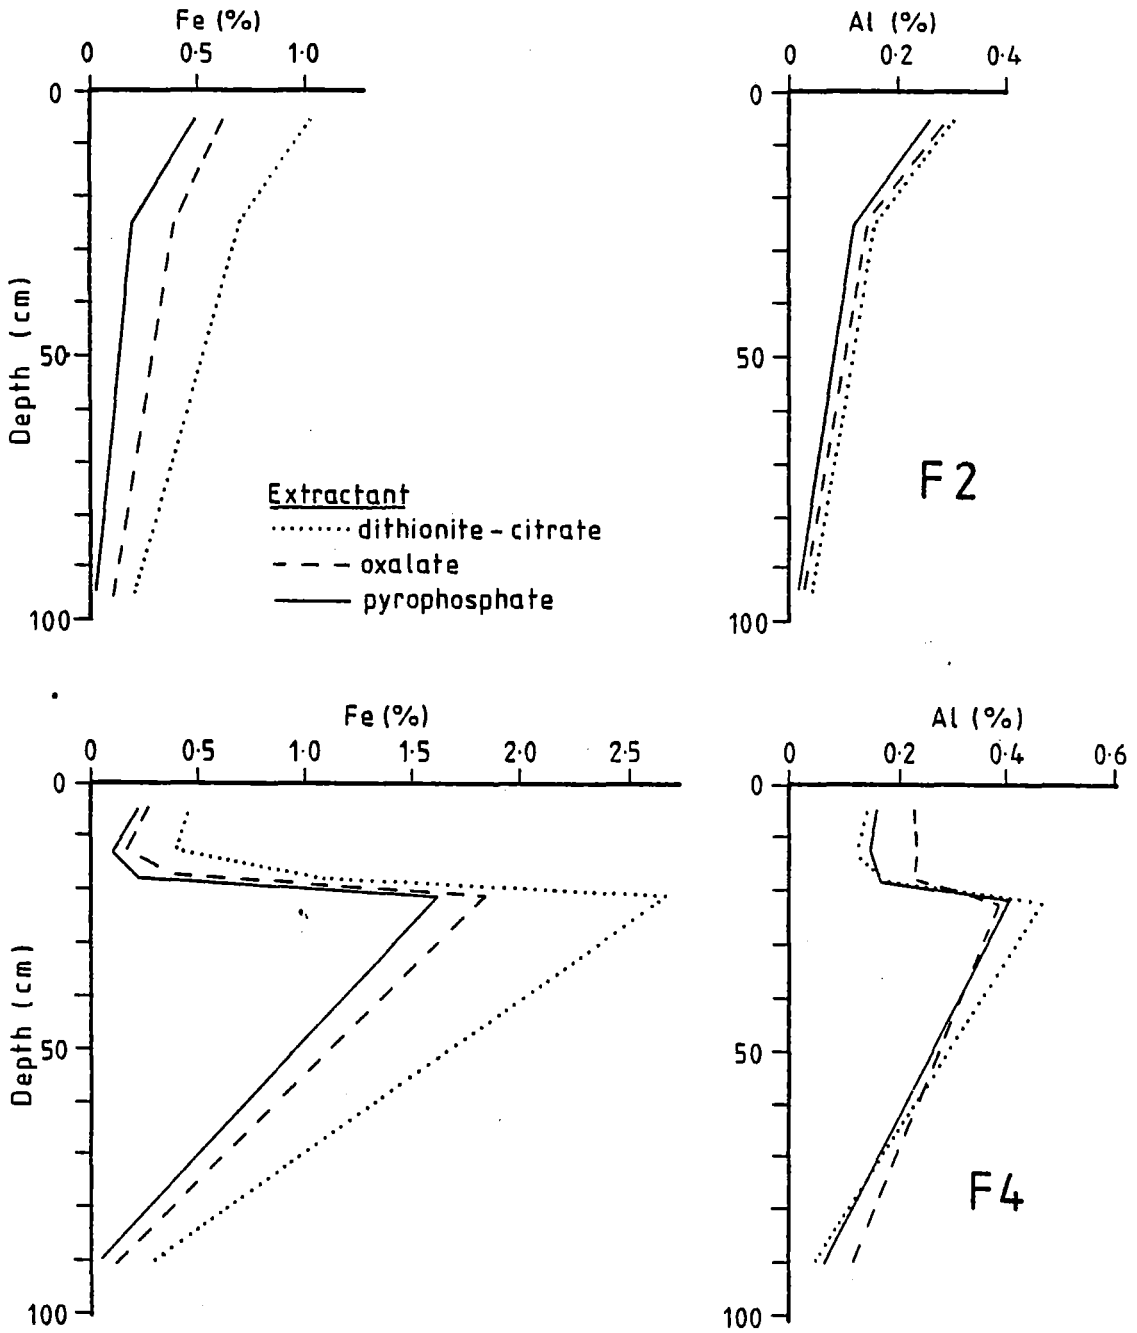 Fe (%)
0 0·5 1·0
0
50
100
Depth (cm)
Extractant
dithionite-citrate
oxalate
pyrophosphate
Al (%)
0 0·2 0·4
0
50
100
F2
Fe (%)
0 0·5 1·0 1·5 2·0 2·5
0
50
100
Depth (cm)
Al (%)
0 0·2 0·4 0·6
0
50
100
F4